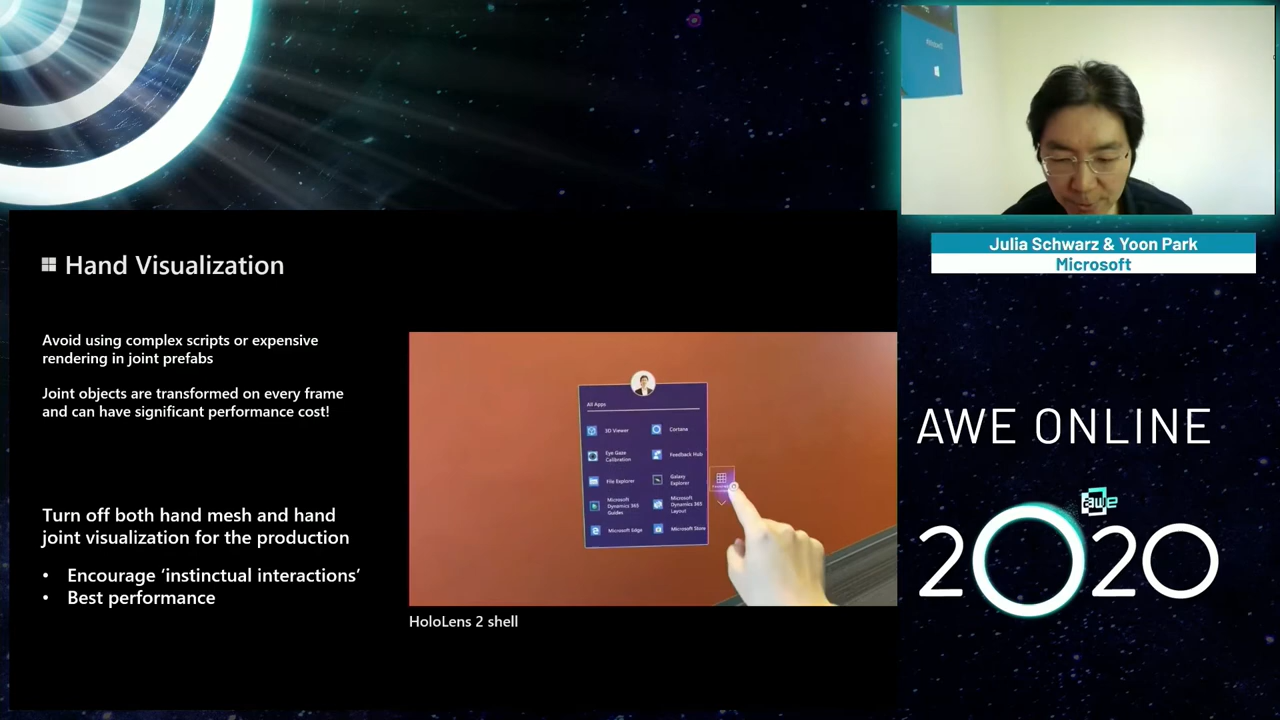 Julia Schwarz & Yoon Park
Microsoft
Hand Visualization
Avoid using complex scripts or expensive
rendering in joint prefabs
Joint objects are transformed on every frame
and can have significant performance cost!
Turn off both hand mesh and hand
joint visualization for the production
• Encourage ‘instinctual interactions’
• Best performance
All Apps
3D Viewer
Cortana
Eye Gaze
Calibration
Feedback Hub
File Explorer
Galaxy
Explorer
Microsoft
Dynamics 365
Guides
Microsoft
Dynamics 365
Layout
Microsoft Edge
Microsoft Store
HoloLens 2 shell
AWE ONLINE
awe
2020